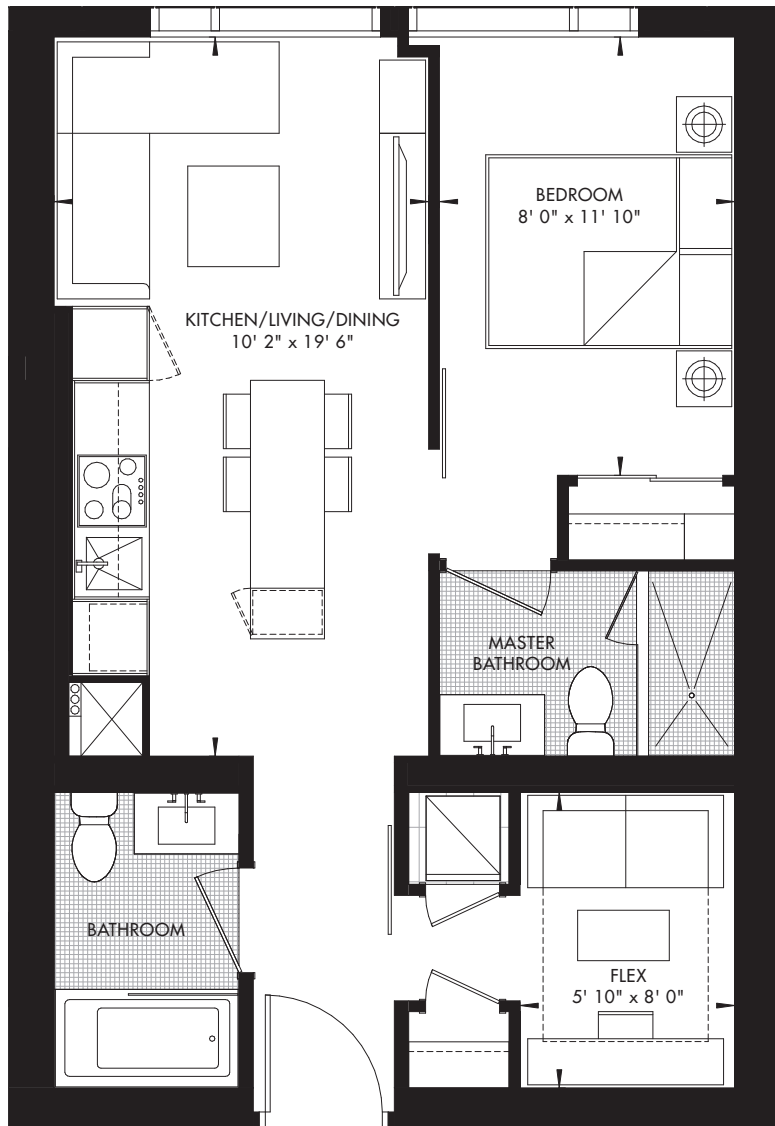 BEDROOM
8' 0" x 11' 10"
KITCHEN/LIVING/DINING
10' 2" x 19' 6"
MASTER
BATHROOM
BATHROOM
FLEX
5' 10" x 8' 0"